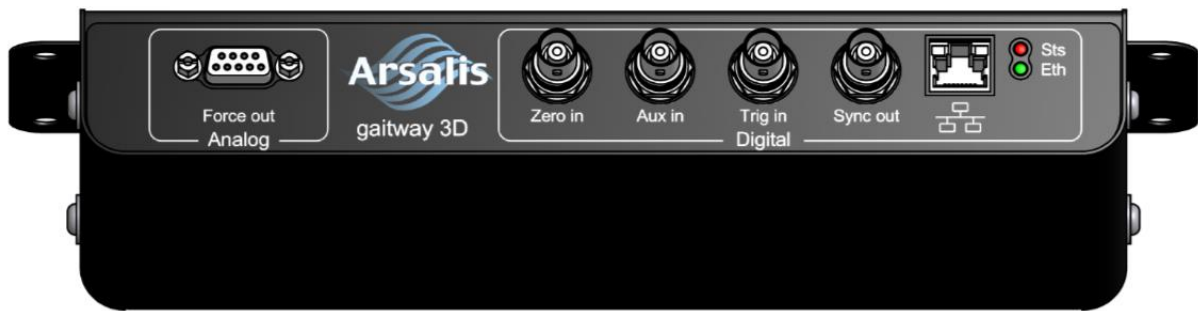 Force out
Analog
Arsalis
gaitway 3D
Zero in
Aux in
Trig in
Sync out
Digital
Sts
Eth